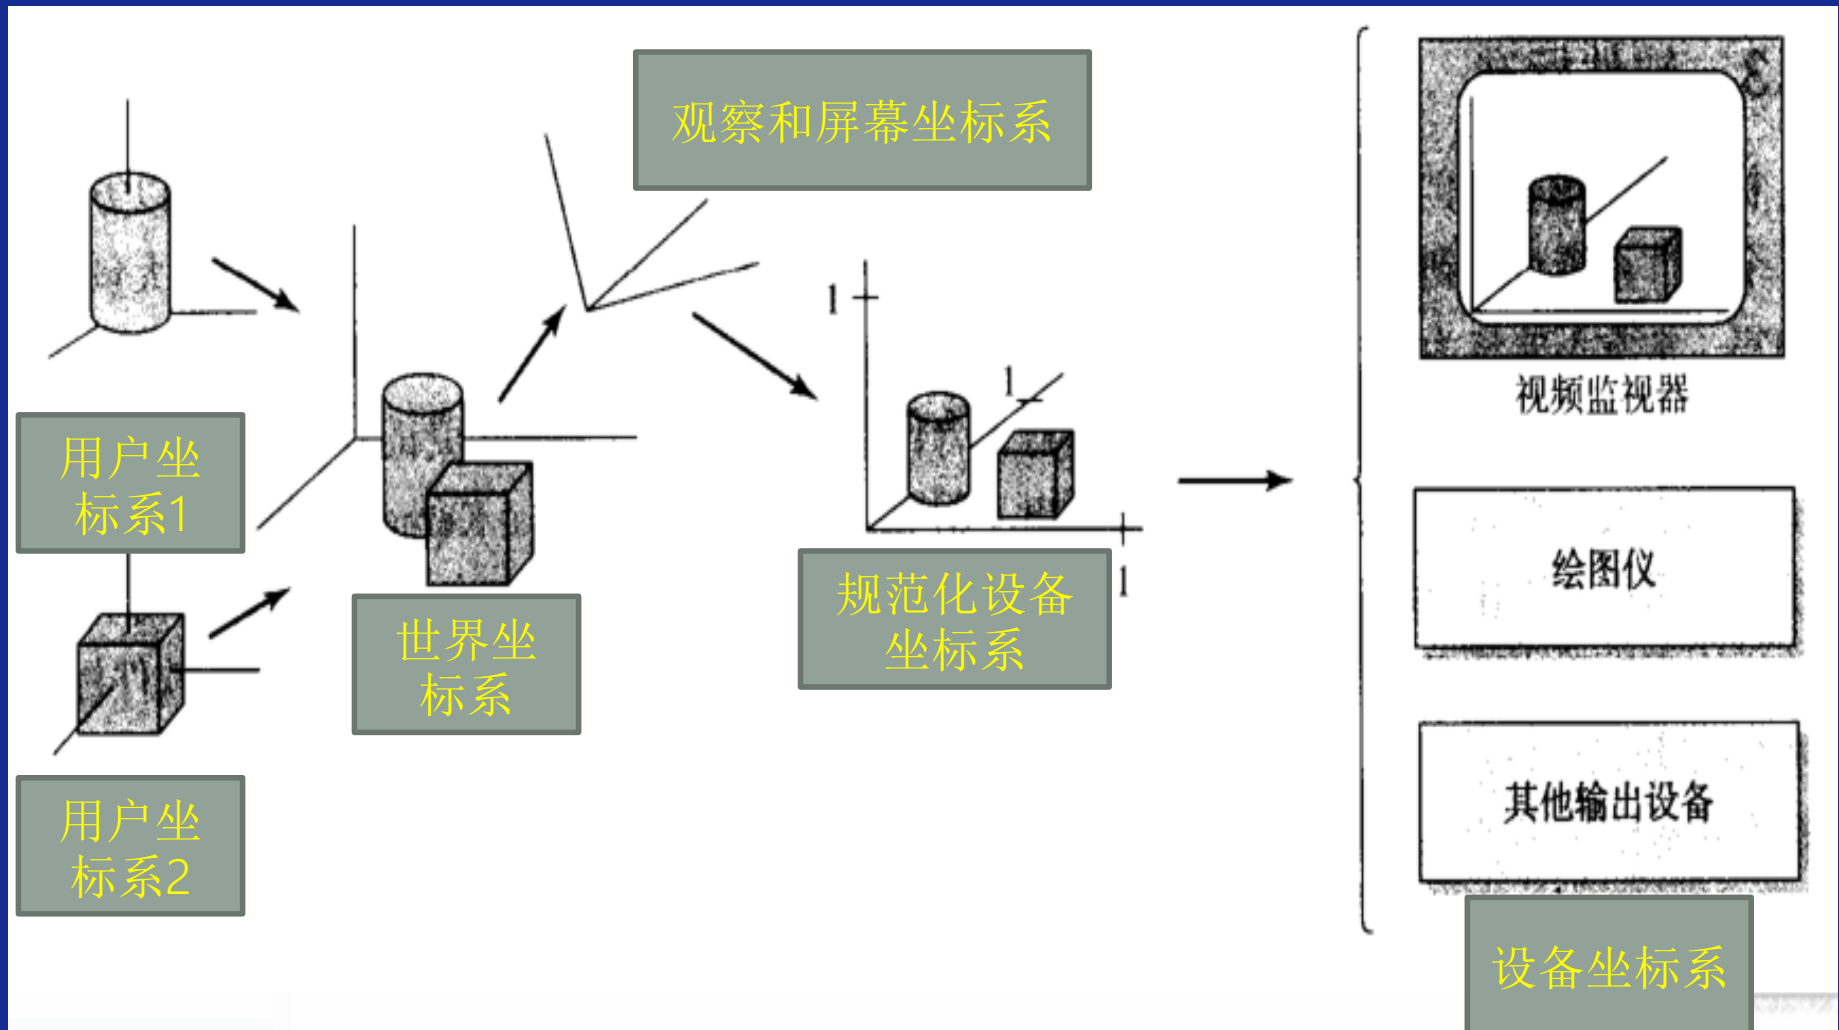 观察和屏幕坐标系
用户坐
标系1
用户坐
标系2
世界坐
标系
1
1
1
规范化设备
坐标系
视频监视器
绘图仪
其他输出设备
设备坐标系